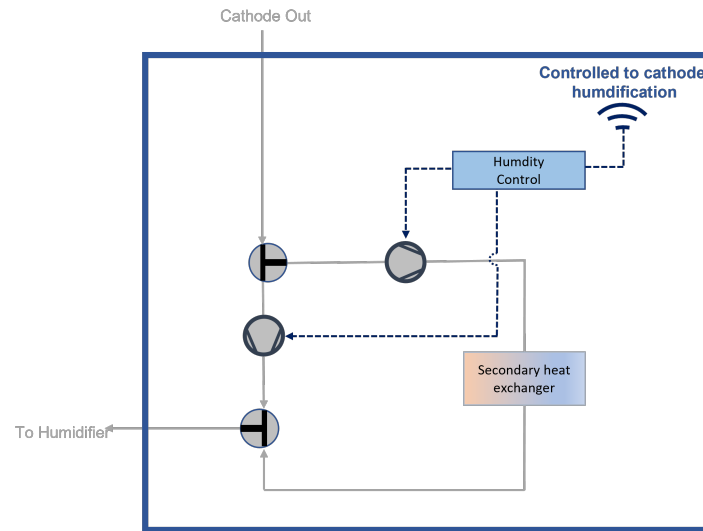 Cathode Out
Controlled to cathode
humdification
Humdity
Control
Secondary heat
exchanger
To Humidifier